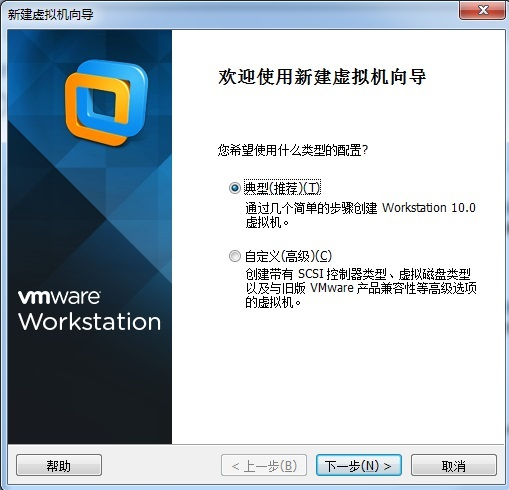 新建虚拟机向导
欢迎使用新建虚拟机向导
您希望使用什么类型的配置?
典型(推荐)(T)
通过几个简单的步骤创建 Workstation 10.0
虚拟机。
自定义(高级)(C)
创建带有 SCSI 控制器类型、虚拟磁盘类型
以及与旧版 VMware 产品兼容性等高级选项
的虚拟机。
vmware
Workstation
帮助
< 上一步(B)
下一步(N) >
取消